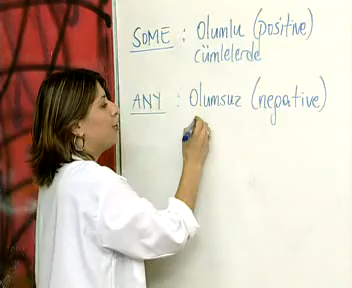 SOME : Olumlu (positive)
cümlelerde
ANY : Olumsuz (negative)